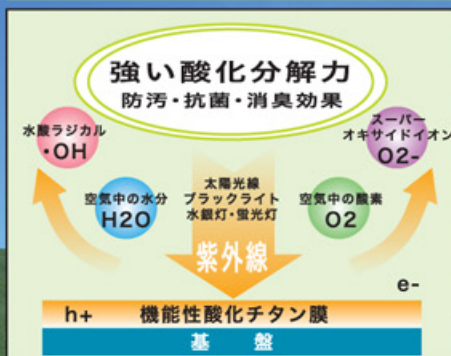 強い酸化分解力
防汚・抗菌・消臭効果
水酸ラジカル
・OH
スーパー
オキサイドイオン
O2-
空気中の水分
H2O
太陽光線
ブラックライト
水銀灯・蛍光灯
空気中の酸素
O2
紫外線
e-
h+
機能性酸化チタン膜
基 盤